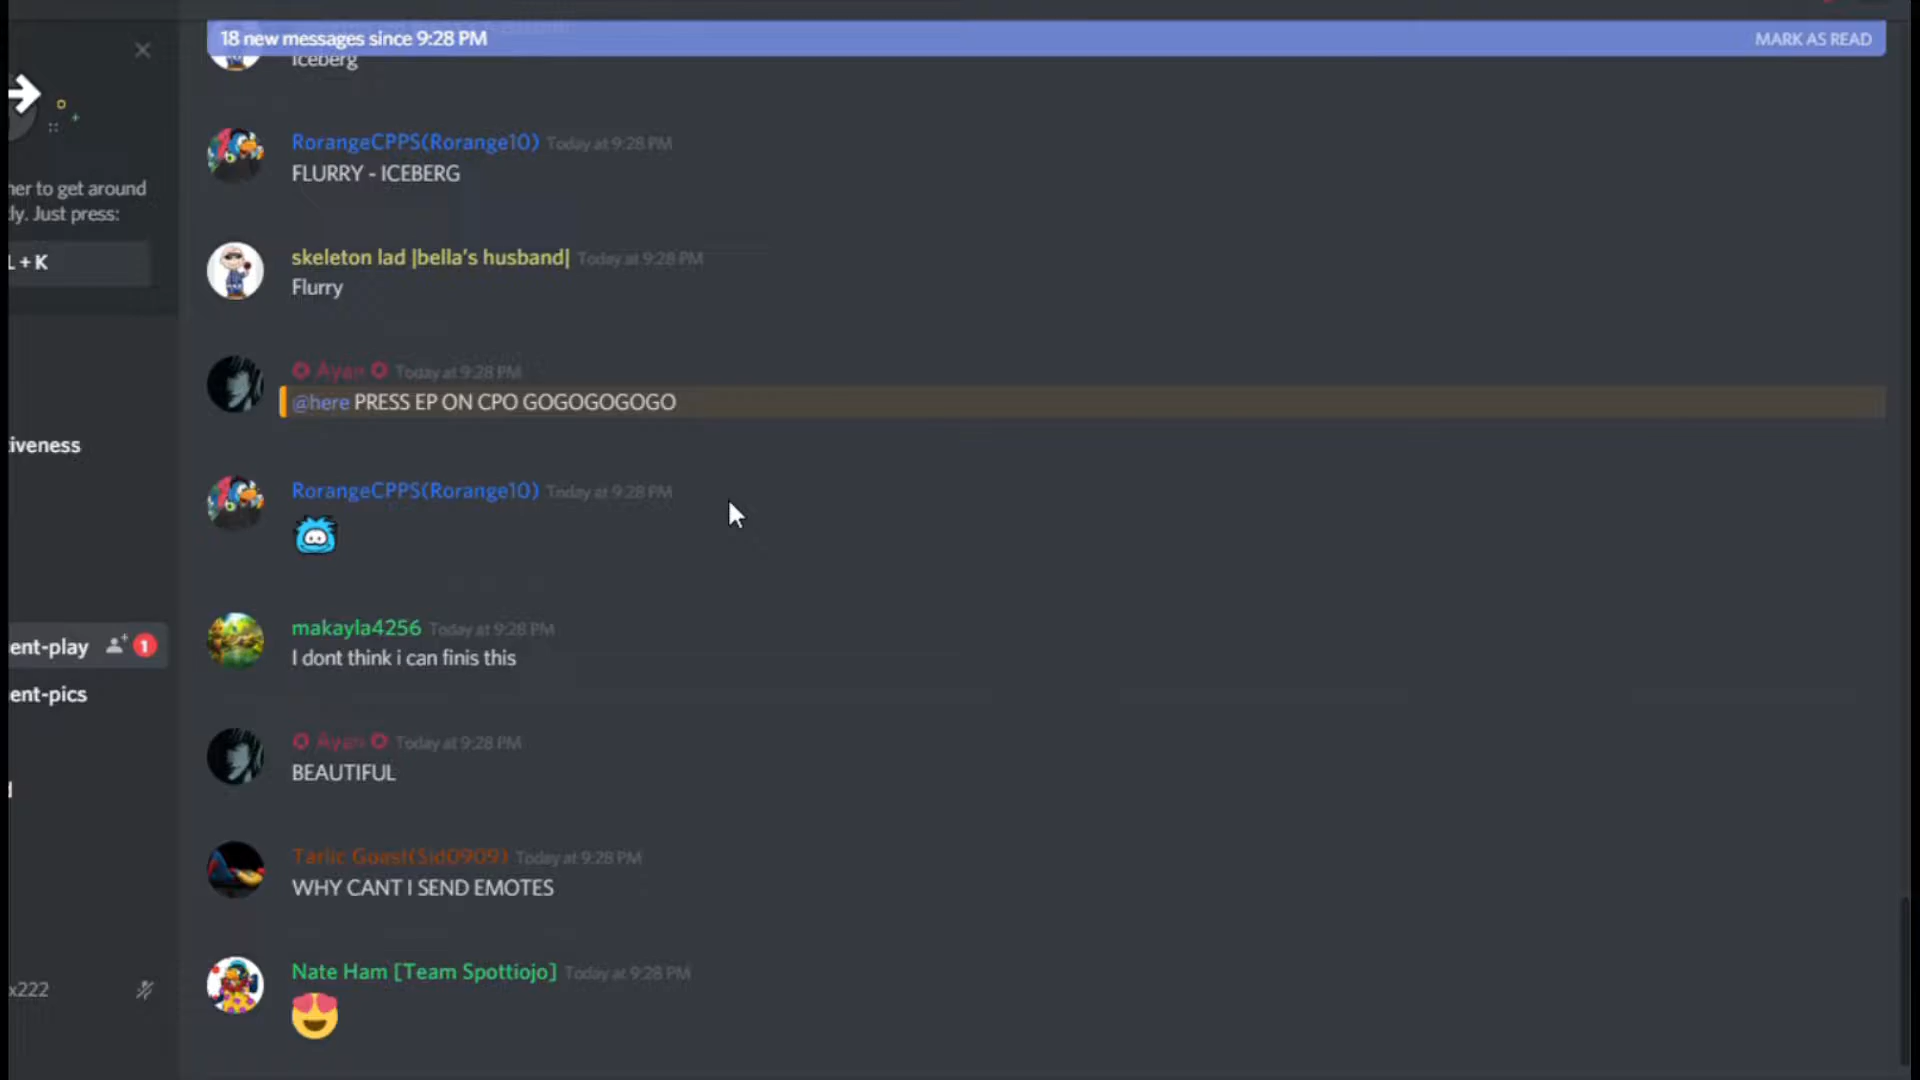 18 new messages since 9:28 PM
MARK AS READ
Iceberg
RorangeCPPS(Rorange10) Today at 9:28 PM
FLURRY - ICEBERG
skeleton lad |bella's husband| Today at 9:28 PM
Flurry
Ayan Today at 9:28 PM
@here PRESS EP ON CPO GOGOGOGOGO
RorangeCPPS(Rorange10) Today at 9:28 PM
makayla4256 Today at 9:28 PM
I dont think i can finis this
Ayan Today at 9:28 PM
BEAUTIFUL
Tarlic Goast(Sid0909) Today at 9:28 PM
WHY CANT I SEND EMOTES
Nate Ham [Team Spottiojo] Today at 9:28 PM
her to get around
ly. Just press:
L + K
iveness
ent-play 1
ent-pics
d
x222